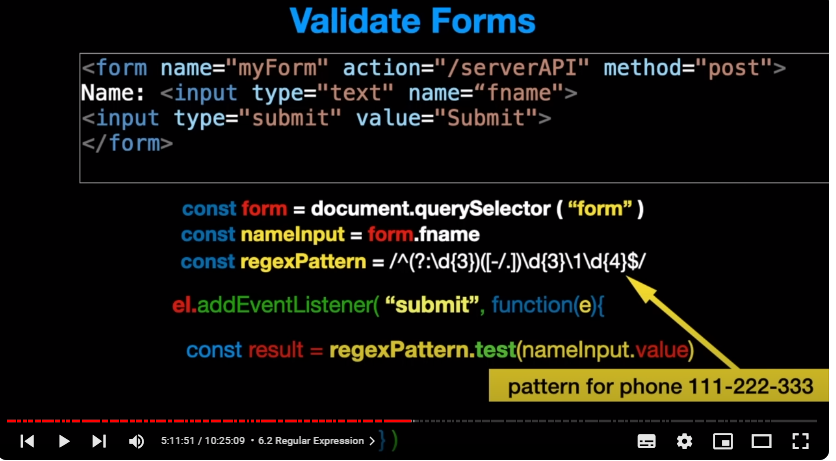 Validate Forms
<form name="myForm" action="/serverAPI" method="post">
Name: <input type="text" name=“fname">
<input type="submit" value="Submit">
</form>
const form = document.querySelector ( “form” )
const nameInput = form.fname
const regexPattern = /^(?:\d{3})([-/.])\d{3}\1\d{4}$/
el.addEventListener( “submit”, function(e){
const result = regexPattern.test(nameInput.value)
pattern for phone 111-222-333
5:11:51 / 10:25:09 • 6.2 Regular Expression >
} )